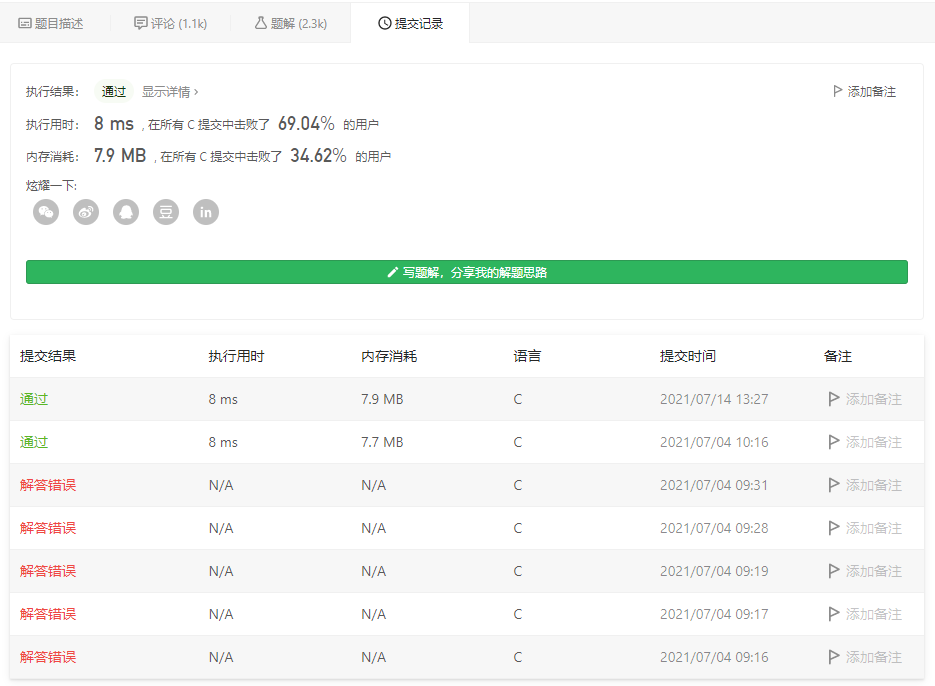 题目描述 评论 (1.1k) 题解 (2.3k) 提交记录
执行结果： 通过 显示详情 › 添加备注
执行用时： 8 ms , 在所有 C 提交中击败了 69.04% 的用户
内存消耗： 7.9 MB , 在所有 C 提交中击败了 34.62% 的用户
炫耀一下:
豆 in
写题解，分享我的解题思路
提交结果 执行用时 内存消耗 语言 提交时间 备注
通过 8 ms 7.9 MB C 2021/07/14 13:27 添加备注
通过 8 ms 7.7 MB C 2021/07/04 10:16 添加备注
解答错误 N/A N/A C 2021/07/04 09:31 添加备注
解答错误 N/A N/A C 2021/07/04 09:28 添加备注
解答错误 N/A N/A C 2021/07/04 09:19 添加备注
解答错误 N/A N/A C 2021/07/04 09:17 添加备注
解答错误 N/A N/A C 2021/07/04 09:16 添加备注